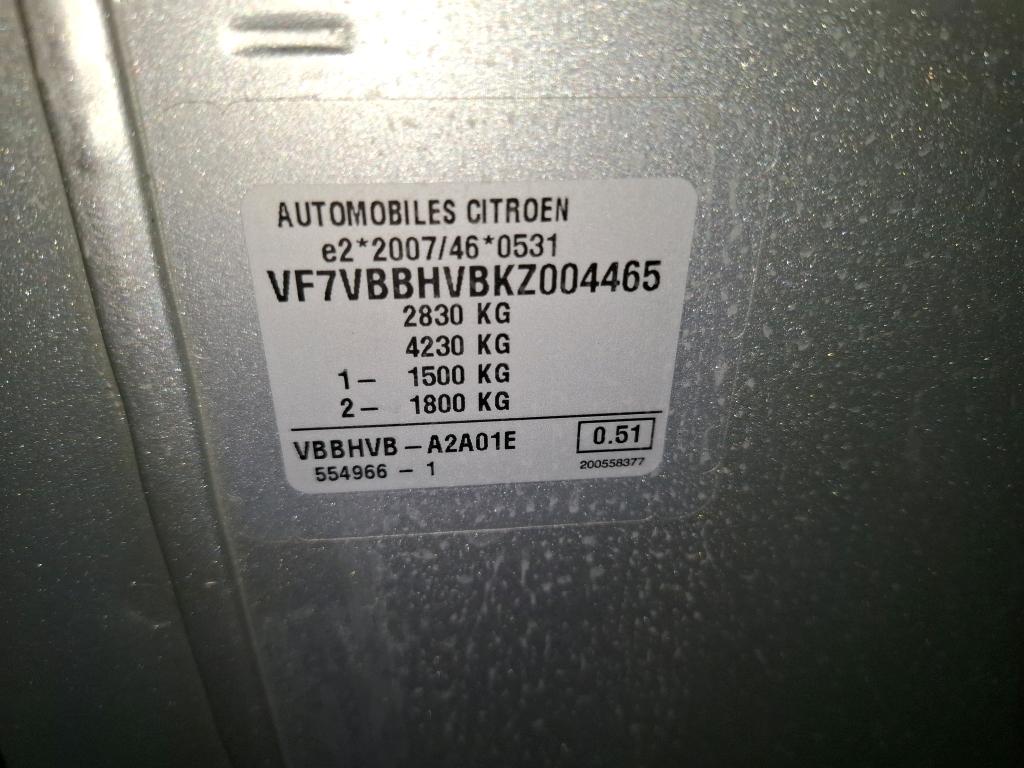 AUTOMOBILES CITROEN
e2*2007/46*0531
VF7VBBHVBKZ004465
2830 KG
4230 KG
1 - 1500 KG
2 - 1800 KG
VBBHVB - A2A01E 0.51
554966 - 1 200558377